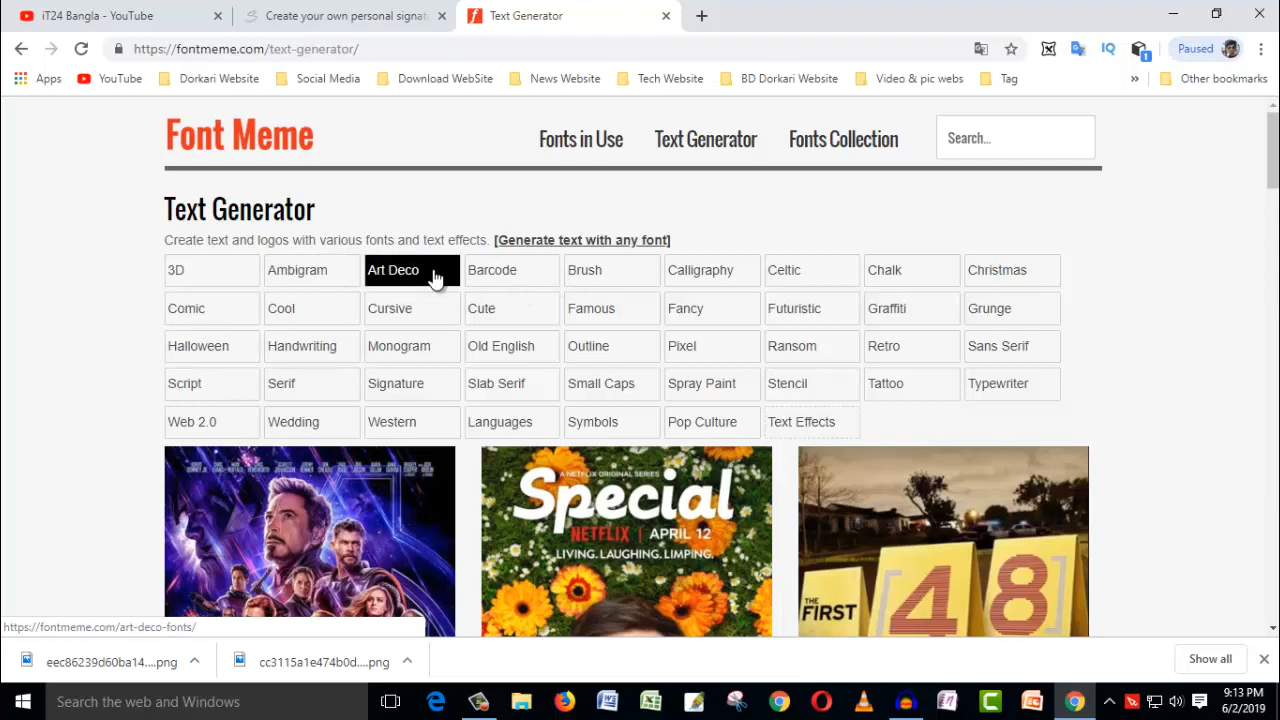 iT24 Bangla - YouTube
Create your own personal signat
Text Generator
https://fontmeme.com/text-generator/
Paused
Apps
YouTube
Dorkari Website
Social Media
Download WebSite
News Website
Tech Website
BD Dorkari Website
Video & pic webs
Tag
»
Other bookmarks
Font Meme
Fonts in Use
Text Generator
Fonts Collection
Search...
Text Generator
Create text and logos with various fonts and text effects. [Generate text with any font]
3D Ambigram Art Deco Barcode Brush Calligraphy Celtic Chalk Christmas
Comic Cool Cursive Cute Famous Fancy Futuristic Graffiti Grunge
Halloween Handwriting Monogram Old English Outline Pixel Ransom Retro Sans Serif
Script Serif Signature Slab Serif Small Caps Spray Paint Stencil Tattoo Typewriter
Web 2.0 Wedding Western Languages Symbols Pop Culture Text Effects
A NETFLIX ORIGINAL SERIES
Special
NETFLIX | APRIL 12
LIVING. LAUGHING. LIMPING.
THE
FIRST
48
https://fontmeme.com/art-deco-fonts/
eec86239d60ba14....png
cc3115a1e474b0d....png
Show all
Search the web and Windows
9:13 PM
6/2/2019